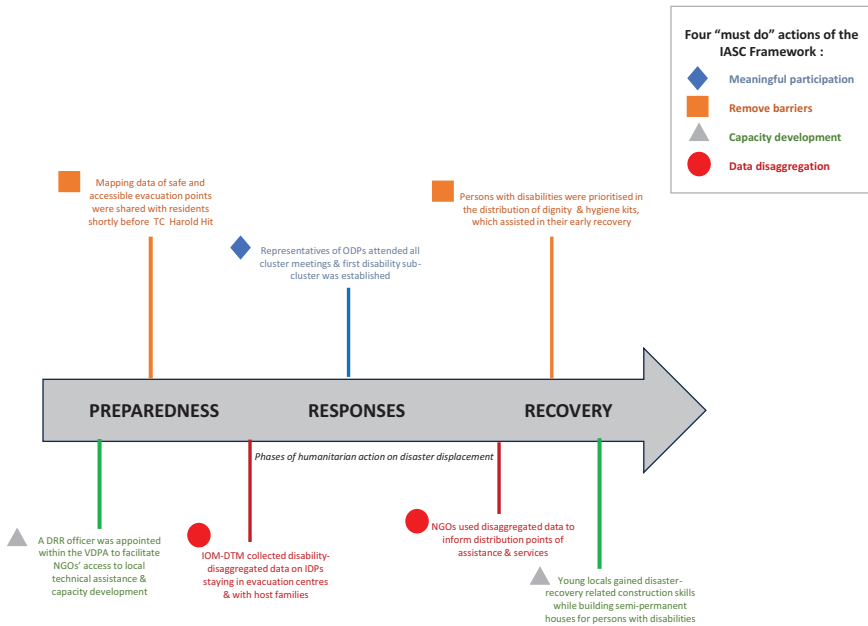 Four “must do” actions of the
IASC Framework :
Meaningful participation
Remove barriers
Capacity development
Data disaggregation
Mapping data of safe and
accessible evacuation points
were shared with residents
shortly before TC Harold Hit
Representatives of ODPs attended all
cluster meetings & first disability sub-
cluster was established
Persons with disabilities were prioritised in
the distribution of dignity & hygiene kits,
which assisted in their early recovery
PREPAREDNESS
RESPONSES
RECOVERY
Phases of humanitarian action on disaster displacement
A DRR officer was appointed
within the VDPA to facilitate
NGOs’ access to local
technical assistance &
capacity development
IOM-DTM collected disability-
disaggregated data on IDPs
staying in evacuation centres
& with host families
NGOs used disaggregated data to
inform distribution points of
assistance & services
Young locals gained disaster-
recovery related construction skills
while building semi-permanent
houses for persons with disabilities